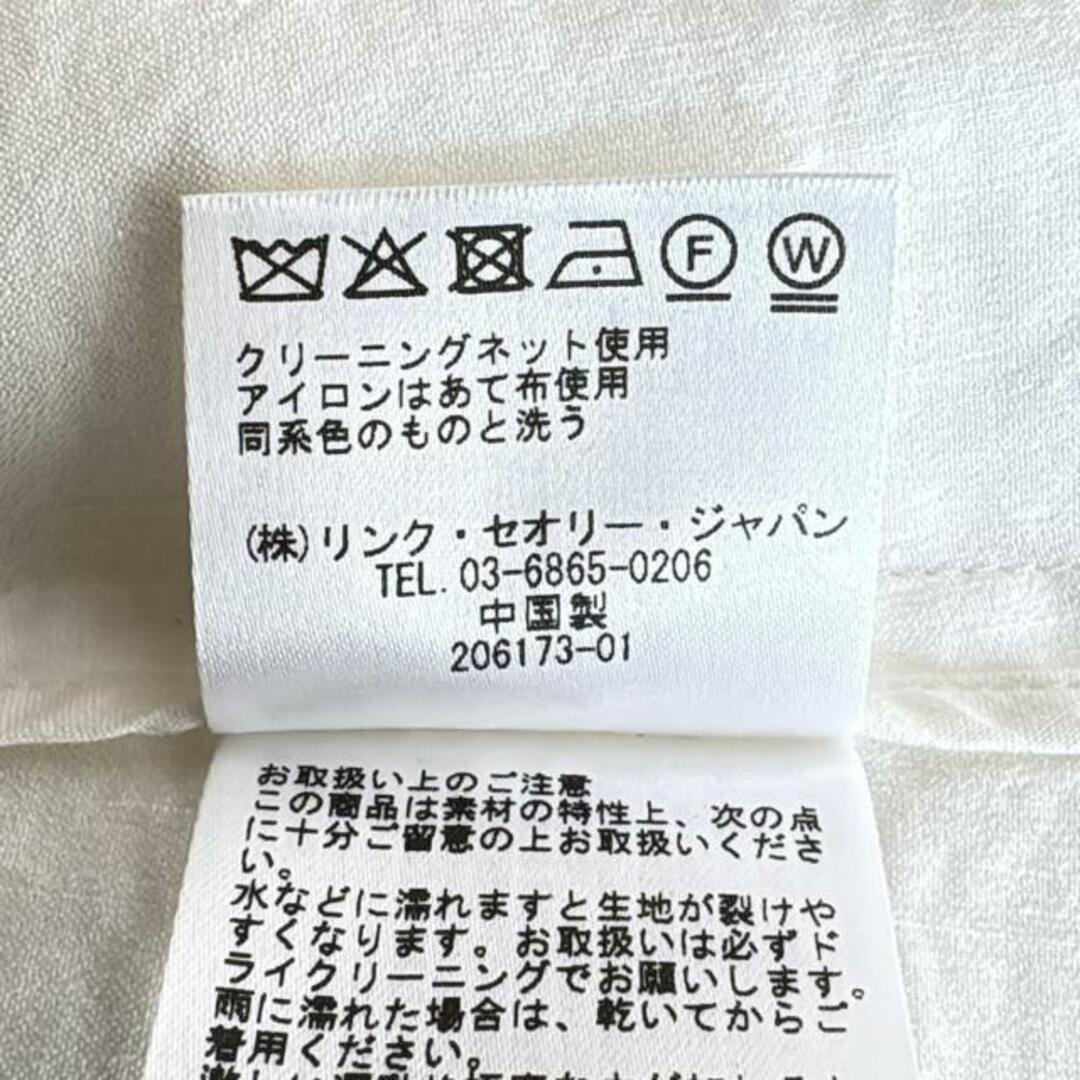 F W
クリーニングネット使用
アイロンはあて布使用
同系色のものと洗う
(株)リンク・セオリー・ジャパン
TEL. 03-6865-0206
中国製
206173-01
お取扱い上のご注意
この商品は素材の特性上、次の点
に十分ご留意の上お取扱いくださ
い。
水などに濡れますと生地が裂けや
すくなります。お取扱いは必ずド
ライクリーニングでお願いします。
雨に濡れた場合は、乾いてからご
着用ください。